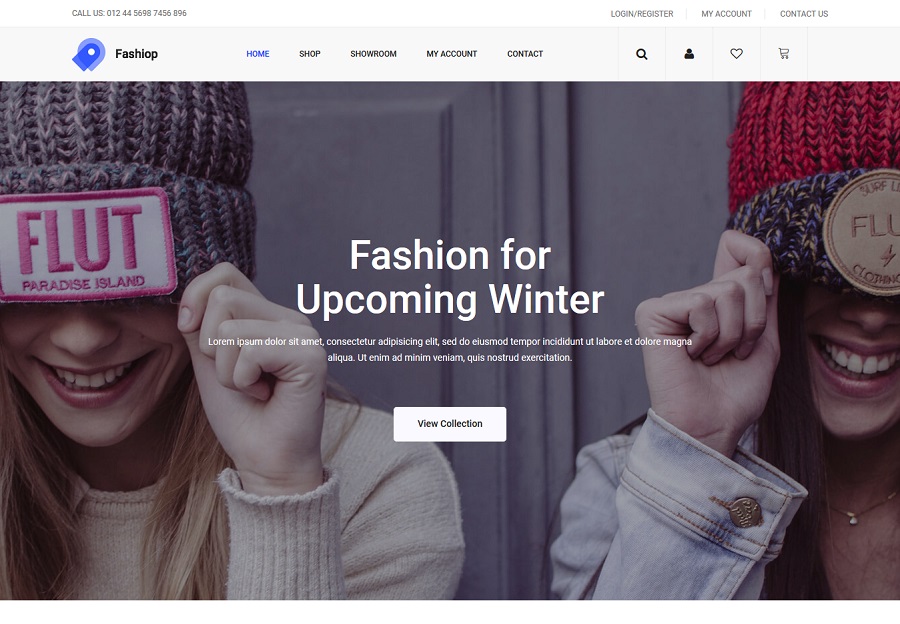 CALL US: 012 44 5698 7456 896
LOGIN/REGISTER
MY ACCOUNT
CONTACT US
Fashiop
HOME
SHOP
SHOWROOM
MY ACCOUNT
CONTACT
FLUT
PARADISE ISLAND
SURF
FLU
CLOTHING
Fashion for
Upcoming Winter
Lorem ipsum dolor sit amet, consectetur adipisicing elit, sed do eiusmod tempor incididunt ut labore et dolore magna
aliqua. Ut enim ad minim veniam, quis nostrud exercitation.
View Collection